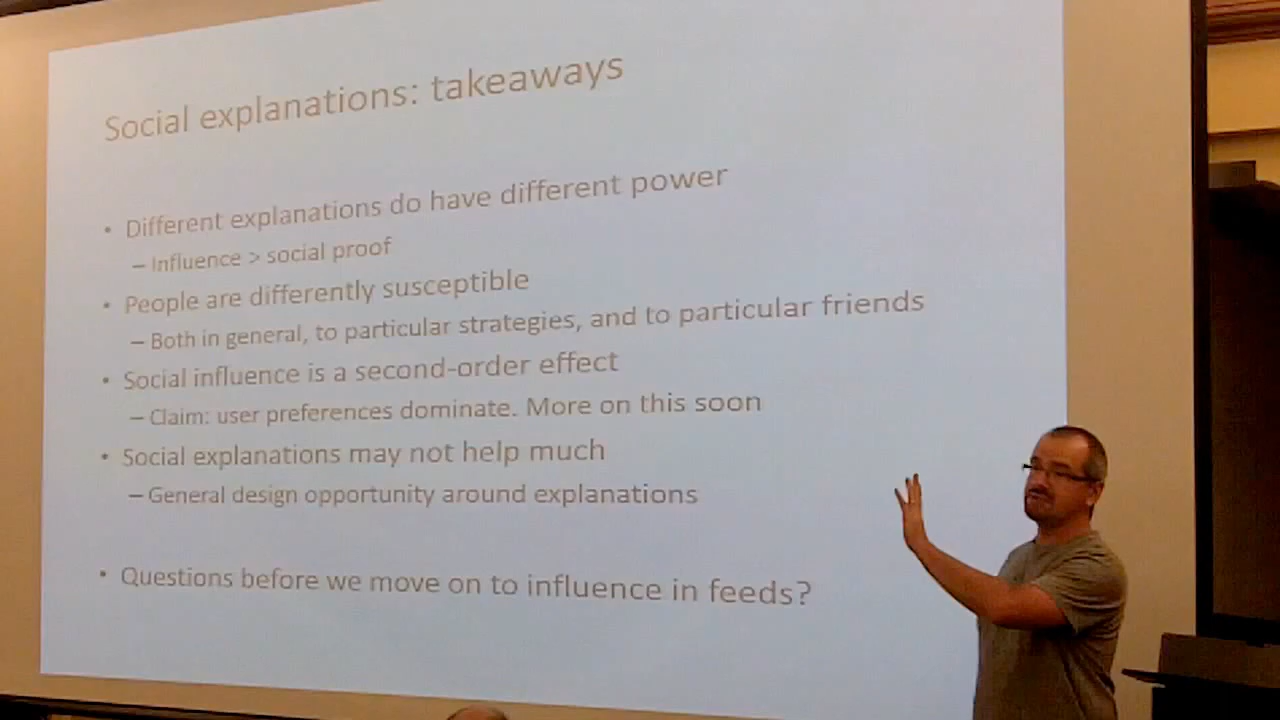 Social explanations: takeaways
• Different explanations do have different power
– Influence > social proof
• People are differently susceptible
– Both in general, to particular strategies, and to particular friends
• Social influence is a second-order effect
– Claim: user preferences dominate. More on this soon
• Social explanations may not help much
– General design opportunity around explanations
• Questions before we move on to influence in feeds?